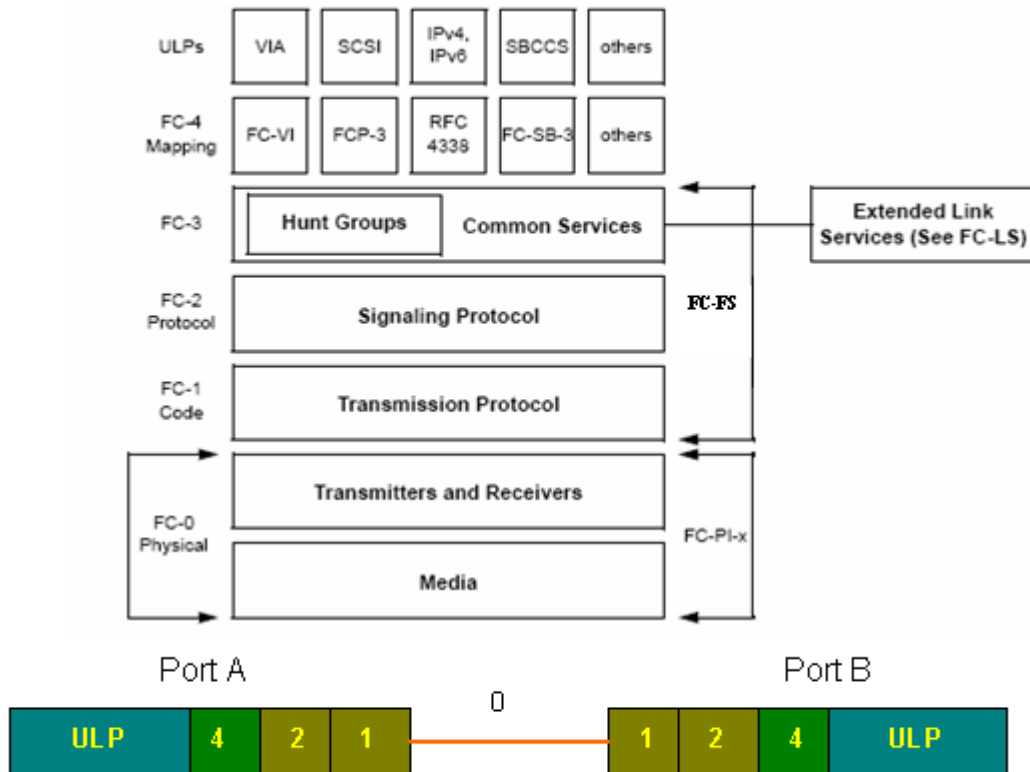 ULPs
VIA
SCSI
IPv4,
IPv6
SBCCS
others
FC-4
Mapping
FC-VI
FCP-3
RFC
4338
FC-SB-3
others
FC-3
Hunt Groups
Common Services
Extended Link
Services (See FC-LS)
FC-2
Protocol
Signaling Protocol
FC-FS
FC-1
Code
Transmission Protocol
FC-0
Physical
Transmitters and Receivers
FC-PI-x
Media
Port A
Port B
0
ULP 4 2 1
1 2 4 ULP